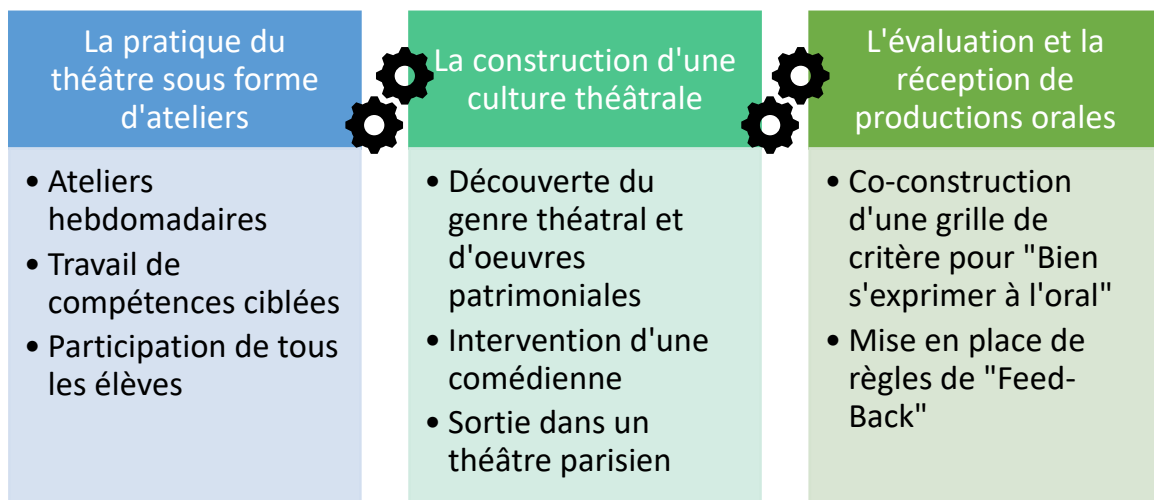 La pratique du
théâtre sous forme
d'ateliers
• Ateliers
hebdomadaires
• Travail de
compétences ciblées
• Participation de tous
les élèves
La construction d'une
culture théâtrale
• Découverte du
genre théatral et
d'oeuvres
patrimoniales
• Intervention d'une
comédienne
• Sortie dans un
théâtre parisien
L'évaluation et la
réception de
productions orales
• Co-construction
d'une grille de
critère pour "Bien
s'exprimer à l'oral"
• Mise en place de
règles de "Feed-
Back"